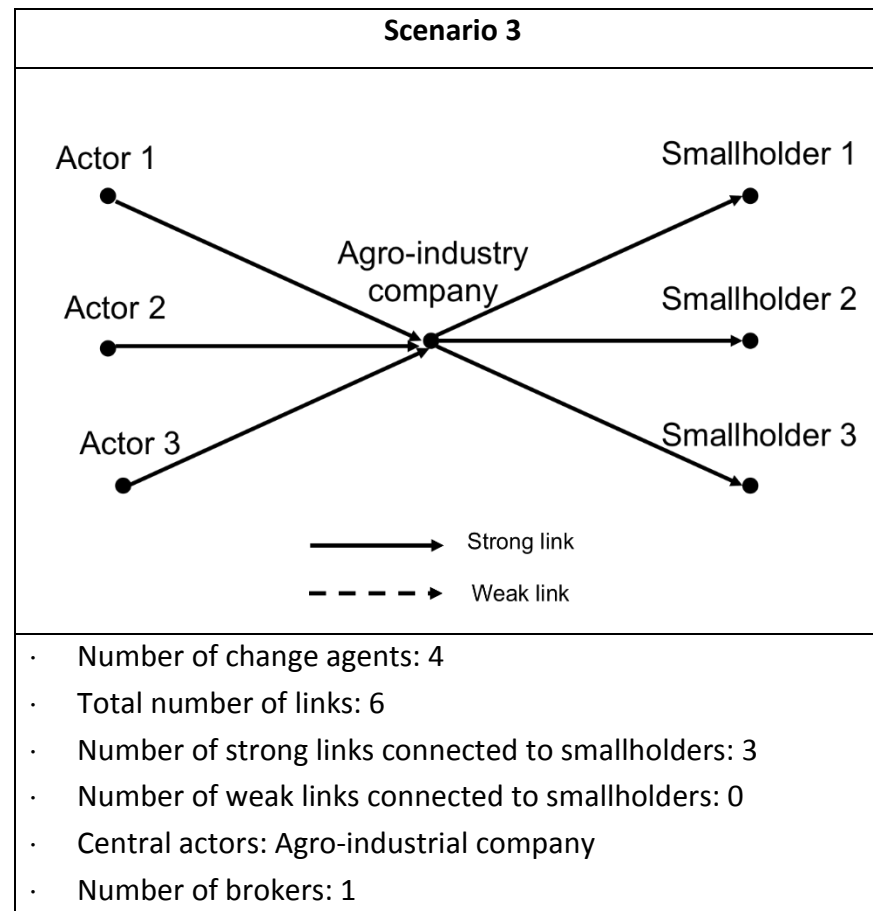 Scenario 3
Actor 1
Smallholder 1
Agro-industry
company
Actor 2
Smallholder 2
Actor 3
Smallholder 3
Strong link
Weak link
· Number of change agents: 4
· Total number of links: 6
· Number of strong links connected to smallholders: 3
· Number of weak links connected to smallholders: 0
· Central actors: Agro-industrial company
· Number of brokers: 1